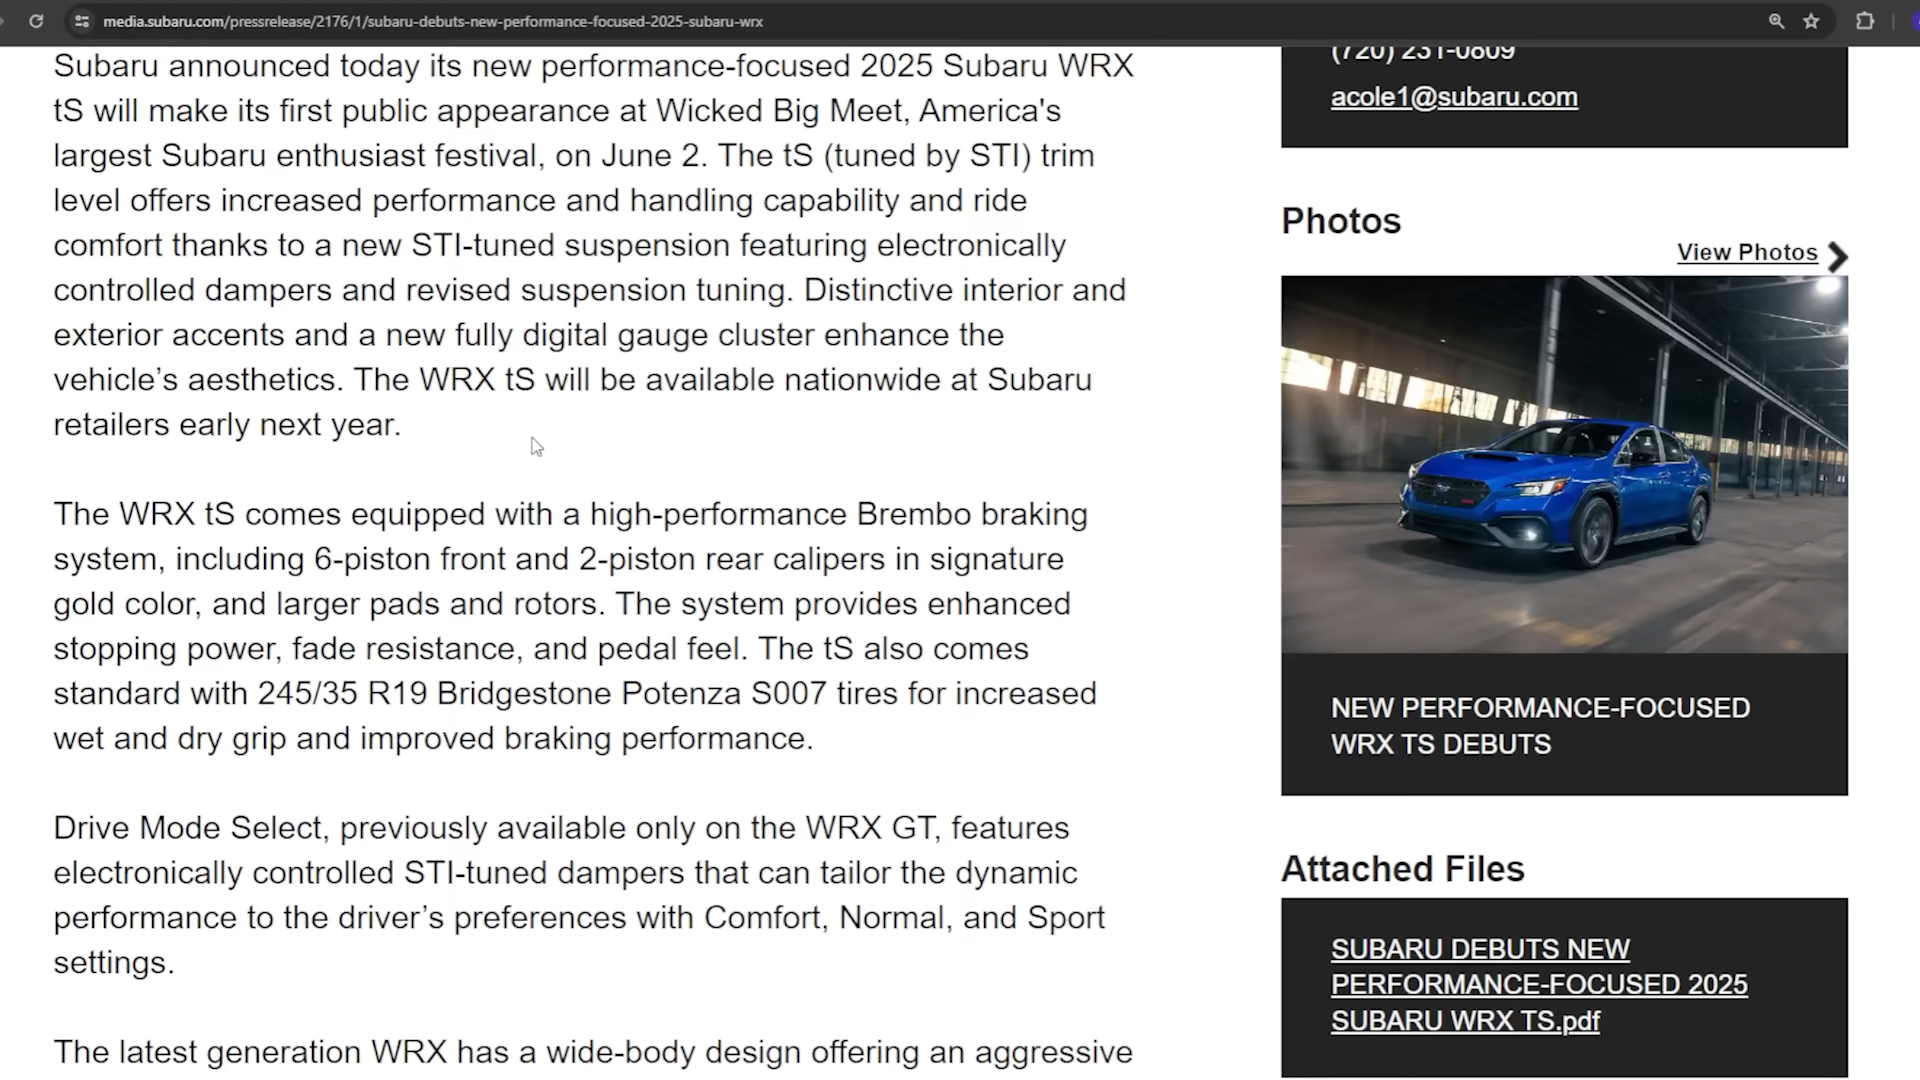 media.subaru.com/pressrelease/2176/1/subaru-debuts-new-performance-focused-2025-subaru-wrx
Subaru announced today its new performance-focused 2025 Subaru WRX
tS will make its first public appearance at Wicked Big Meet, America's
largest Subaru enthusiast festival, on June 2. The tS (tuned by STI) trim
level offers increased performance and handling capability and ride
comfort thanks to a new STI-tuned suspension featuring electronically
controlled dampers and revised suspension tuning. Distinctive interior and
exterior accents and a new fully digital gauge cluster enhance the
vehicle’s aesthetics. The WRX tS will be available nationwide at Subaru
retailers early next year.
The WRX tS comes equipped with a high-performance Brembo braking
system, including 6-piston front and 2-piston rear calipers in signature
gold color, and larger pads and rotors. The system provides enhanced
stopping power, fade resistance, and pedal feel. The tS also comes
standard with 245/35 R19 Bridgestone Potenza S007 tires for increased
wet and dry grip and improved braking performance.
Drive Mode Select, previously available only on the WRX GT, features
electronically controlled STI-tuned dampers that can tailor the dynamic
performance to the driver’s preferences with Comfort, Normal, and Sport
settings.
The latest generation WRX has a wide-body design offering an aggressive
(720) 231-0809
acole1@subaru.com
Photos
View Photos
NEW PERFORMANCE-FOCUSED
WRX TS DEBUTS
Attached Files
SUBARU DEBUTS NEW
PERFORMANCE-FOCUSED 2025
SUBARU WRX TS.pdf